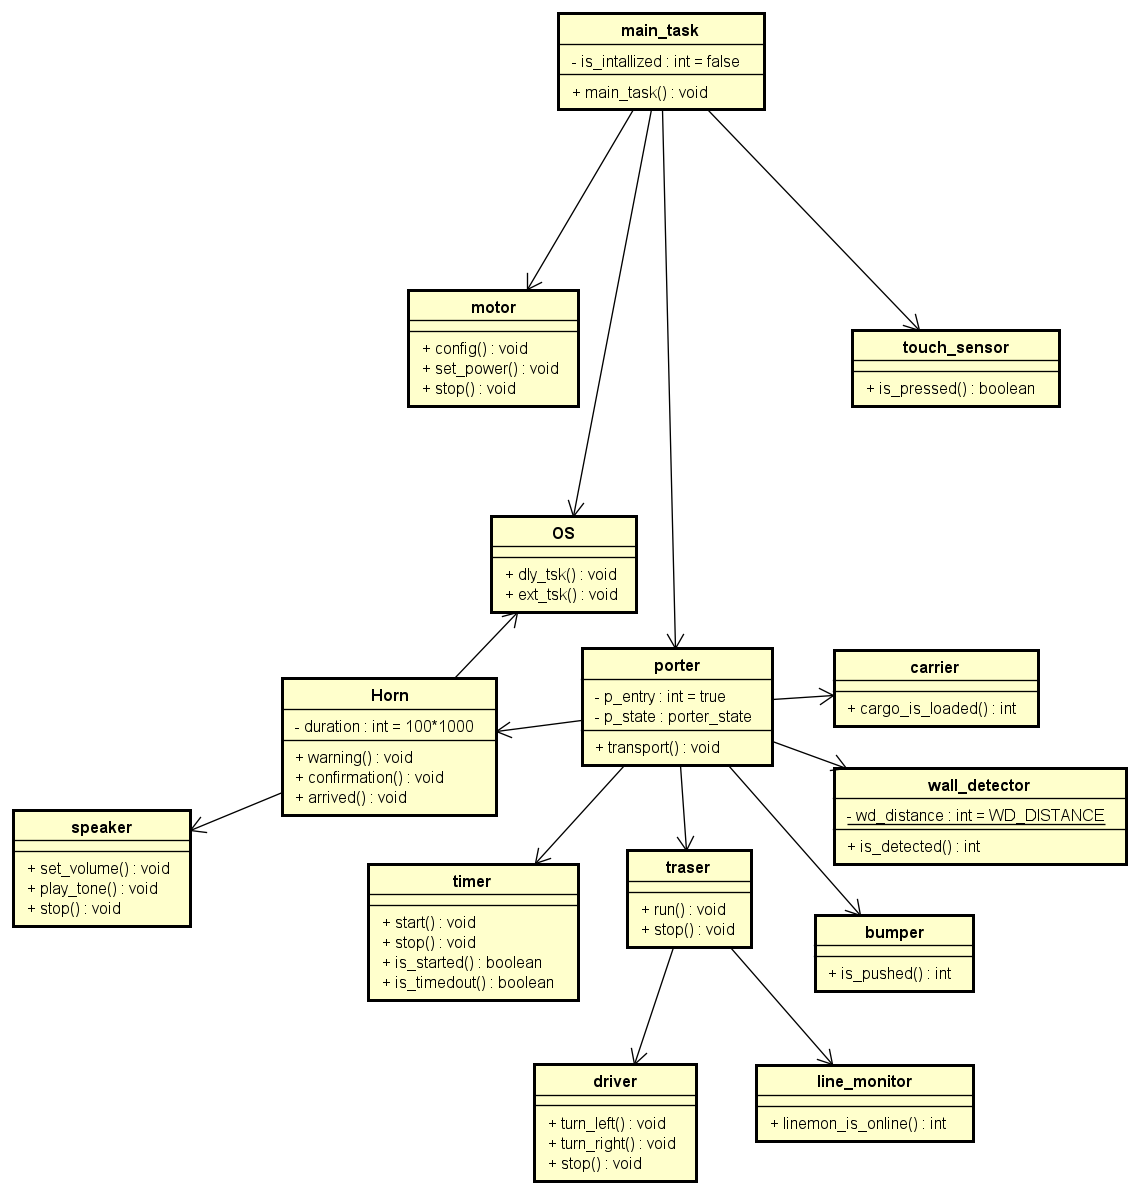 main_task
- is_intallized : int = false
+ main_task() : void
motor
+ config() : void
+ set_power() : void
+ stop() : void
touch_sensor
+ is_pressed() : boolean
OS
+ dly_tsk() : void
+ ext_tsk() : void
porter
- p_entry : int = true
- p_state : porter_state
+ transport() : void
carrier
+ cargo_is_loaded() : int
Horn
- duration : int = 100*1000
+ warning() : void
+ confirmation() : void
+ arrived() : void
wall_detector
- wd_distance : int = WD_DISTANCE
+ is_detected() : int
speaker
+ set_volume() : void
+ play_tone() : void
+ stop() : void
timer
+ start() : void
+ stop() : void
+ is_started() : boolean
+ is_timedout() : boolean
traser
+ run() : void
+ stop() : void
bumper
+ is_pushed() : int
driver
+ turn_left() : void
+ turn_right() : void
+ stop() : void
line_monitor
+ linemon_is_online() : int